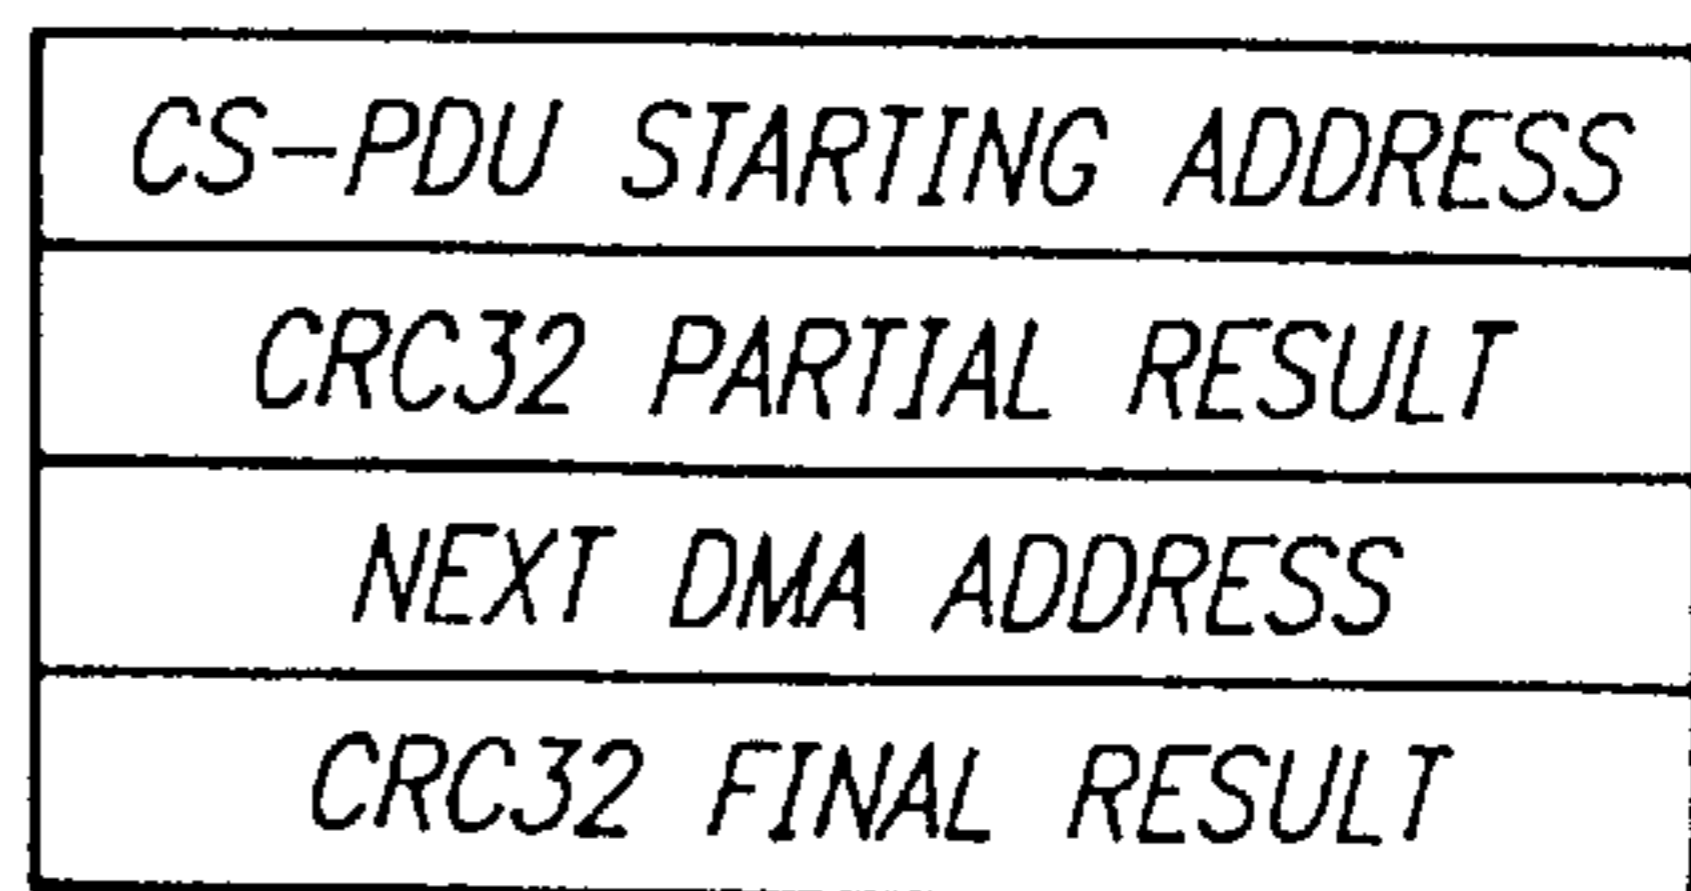 CS-PDU STARTING ADDRESS
CRC32 PARTIAL RESULT
NEXT DMA ADDRESS
CRC32 FINAL RESULT